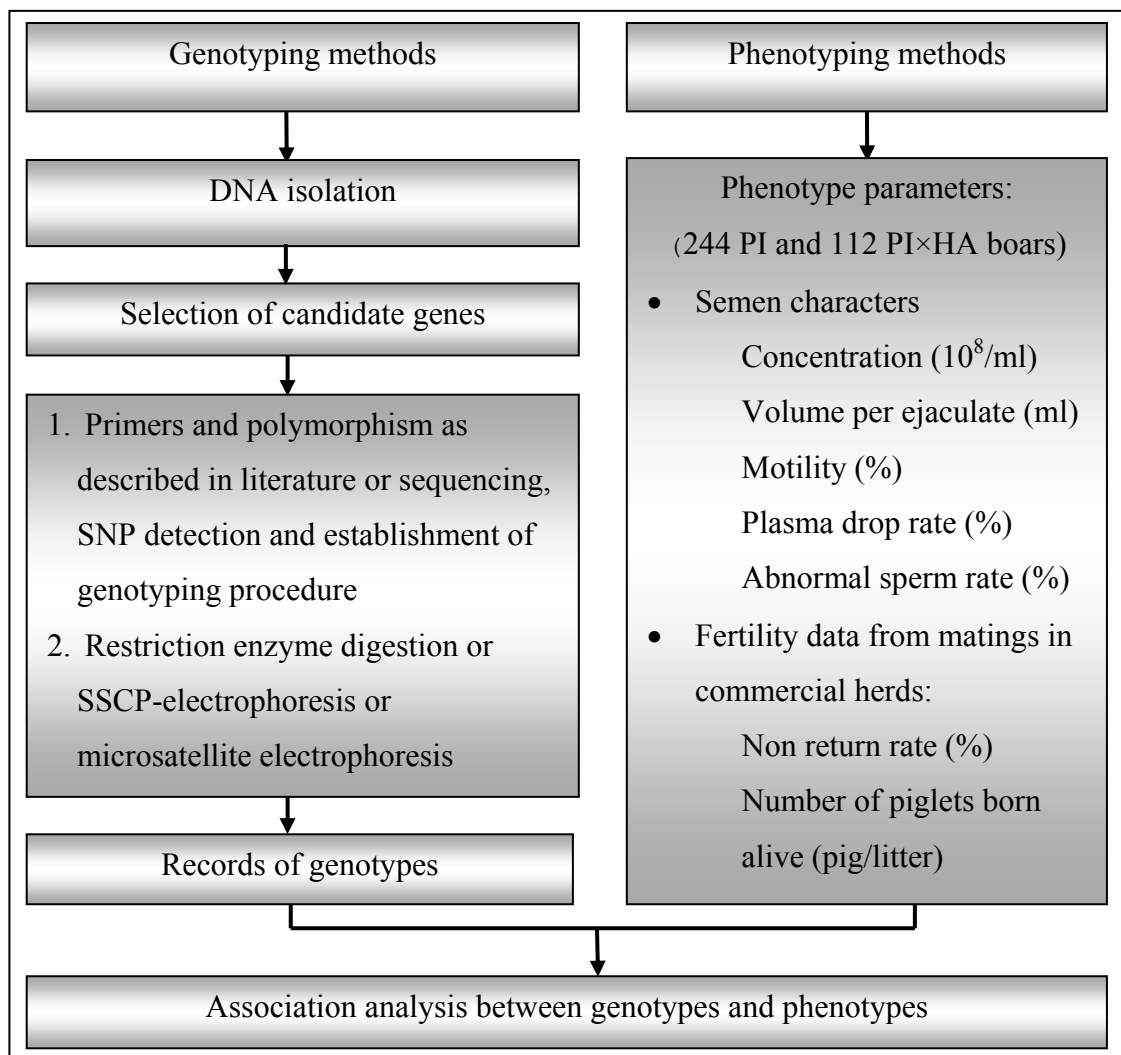 Genotyping methods
DNA isolation
Selection of candidate genes
1. Primers and polymorphism as
described in literature or sequencing,
SNP detection and establishment of
genotyping procedure
2. Restriction enzyme digestion or
SSCP-electrophoresis or
microsatellite electrophoresis
Records of genotypes
Phenotyping methods
Phenotype parameters:
(244 PI and 112 PI×HA boars)
• Semen characters
Concentration (10⁸/ml)
Volume per ejaculate (ml)
Motility (%)
Plasma drop rate (%)
Abnormal sperm rate (%)
• Fertility data from matings in
commercial herds:
Non return rate (%)
Number of piglets born
alive (pig/litter)
Association analysis between genotypes and phenotypes